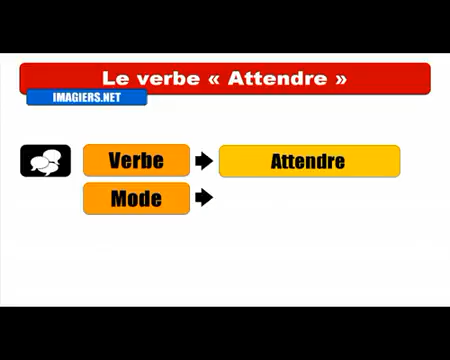 Le verbe « Attendre »
IMAGIERS.NET
Verbe Attendre
Mode